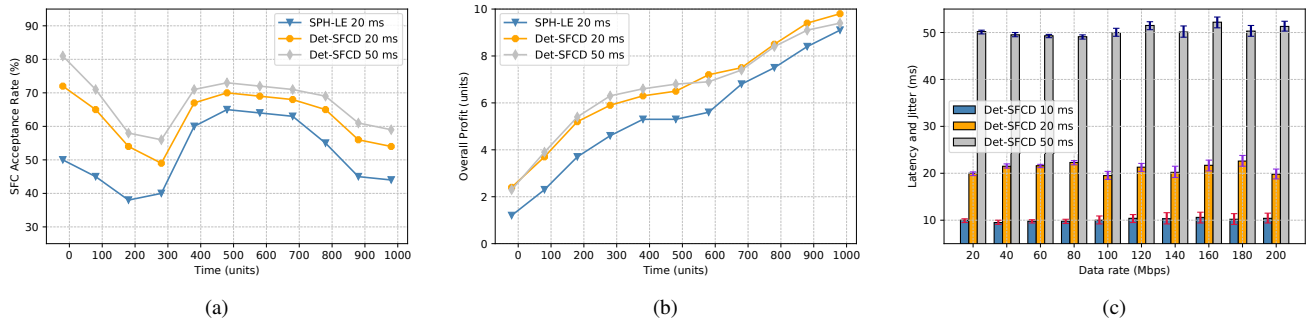 SPH-LE 20 ms
Det-SFCD 20 ms
Det-SFCD 50 ms
SFC Acceptance Rate (%)
90
80
70
60
50
40
30
0 100 200 300 400 500 600 700 800 900 1000
Time (units)
(a)
SPH-LE 20 ms
Det-SFCD 20 ms
Det-SFCD 50 ms
Overall Profit (units)
10
8
6
4
2
0
0 100 200 300 400 500 600 700 800 900 1000
Time (units)
(b)
Det-SFCD 10 ms
Det-SFCD 20 ms
Det-SFCD 50 ms
Latency and Jitter (ms)
50
40
30
20
10
20 40 60 80 100 120 140 160 180 200
Data rate (Mbps)
(c)